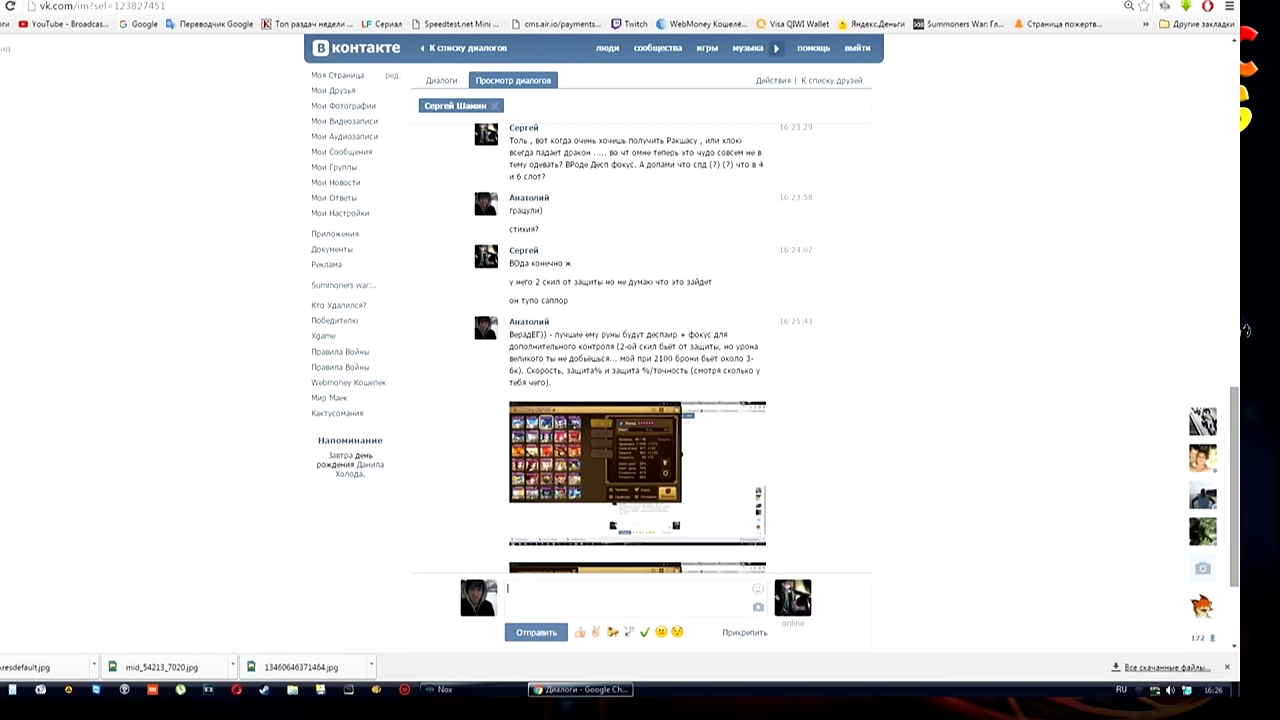 vk.com/im?sel=123827451
YouTube - Broadcas...
Google
Переводчик Google
Топ раздач недели ...
Сериал
Speedtest.net Mini ...
cms.air.io/payments...
Twitch
WebMoney Кошелё...
Visa QIWI Wallet
Яндекс.Деньги
Summoners War: Гл...
Страница пожертв...
»
Другие закладки
вконтакте
К списку диалогов
люди
сообщества
игры
музыка
помощь
выйти
Моя Страница
ред.
Мои Друзья
Мои Фотографии
Мои Видеозаписи
Мои Аудиозаписи
Мои Сообщения
Мои Группы
Мои Новости
Мои Ответы
Мои Настройки
Приложения
Документы
Реклама
Summoners war:..
Кто Удалился?
Победителю
Xgame
Правила Войны
Правила Войны
Webmoney Кошелек
Мир Маек
Кактусомания
Напоминание
Завтра день
рождения Данила
Холода.
Диалоги
Просмотр диалогов
Действия | К списку друзей
Сергей Шамин
Сергей
16:23:29
Толь , вот когда очень хочешь получить Ракшасу , или хлою
всегда падает дракон ..... во чт омне теперь это чудо совсем не в
тему одевать? ВРоде Десп фокус. А допами что спд (?) (?) что в 4
и 6 слот?
Анатолий
16:23:58
грацули)
стихия?
Сергей
16:24:07
ВОда конечно ж
у него 2 скил от защиты но не думаю что это зайдет
он тупо саппор
Анатолий
16:25:43
ВерадЕГ)) - лучшие ему руны будут деспаир + фокус для
дополнительного контроля (2-ой скил бьёт от защиты, но урона
великого ты не добьёшься... мой при 2100 брони бьёт около 3-
6к). Скорость, защита% и защита %/точность (смотря сколько у
тебя чего).
Отправить
Прикрепить
online
172
xresdefault.jpg
mid_54213_7020.jpg
13460646371464.jpg
Все скачанные файлы...
Nox
Диалоги - Google Ch...
RU
16:26